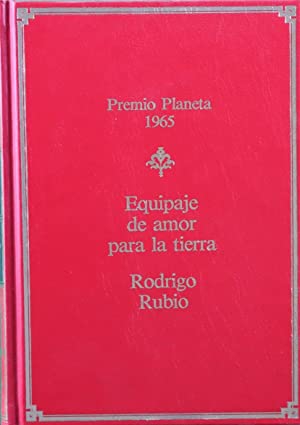 Premio Planeta
1965
Equipaje
de amor
para la tierra
Rodrigo
Rubio